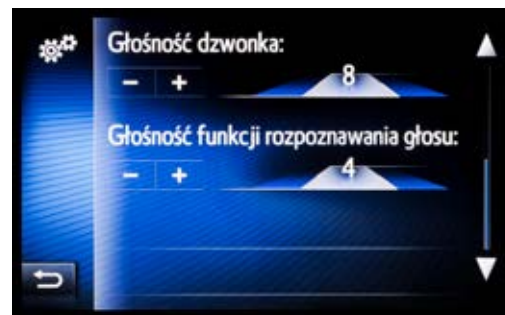 Głośność dzwonka:
− + 8
Głośność funkcji rozpoznawania głosu:
− + 4